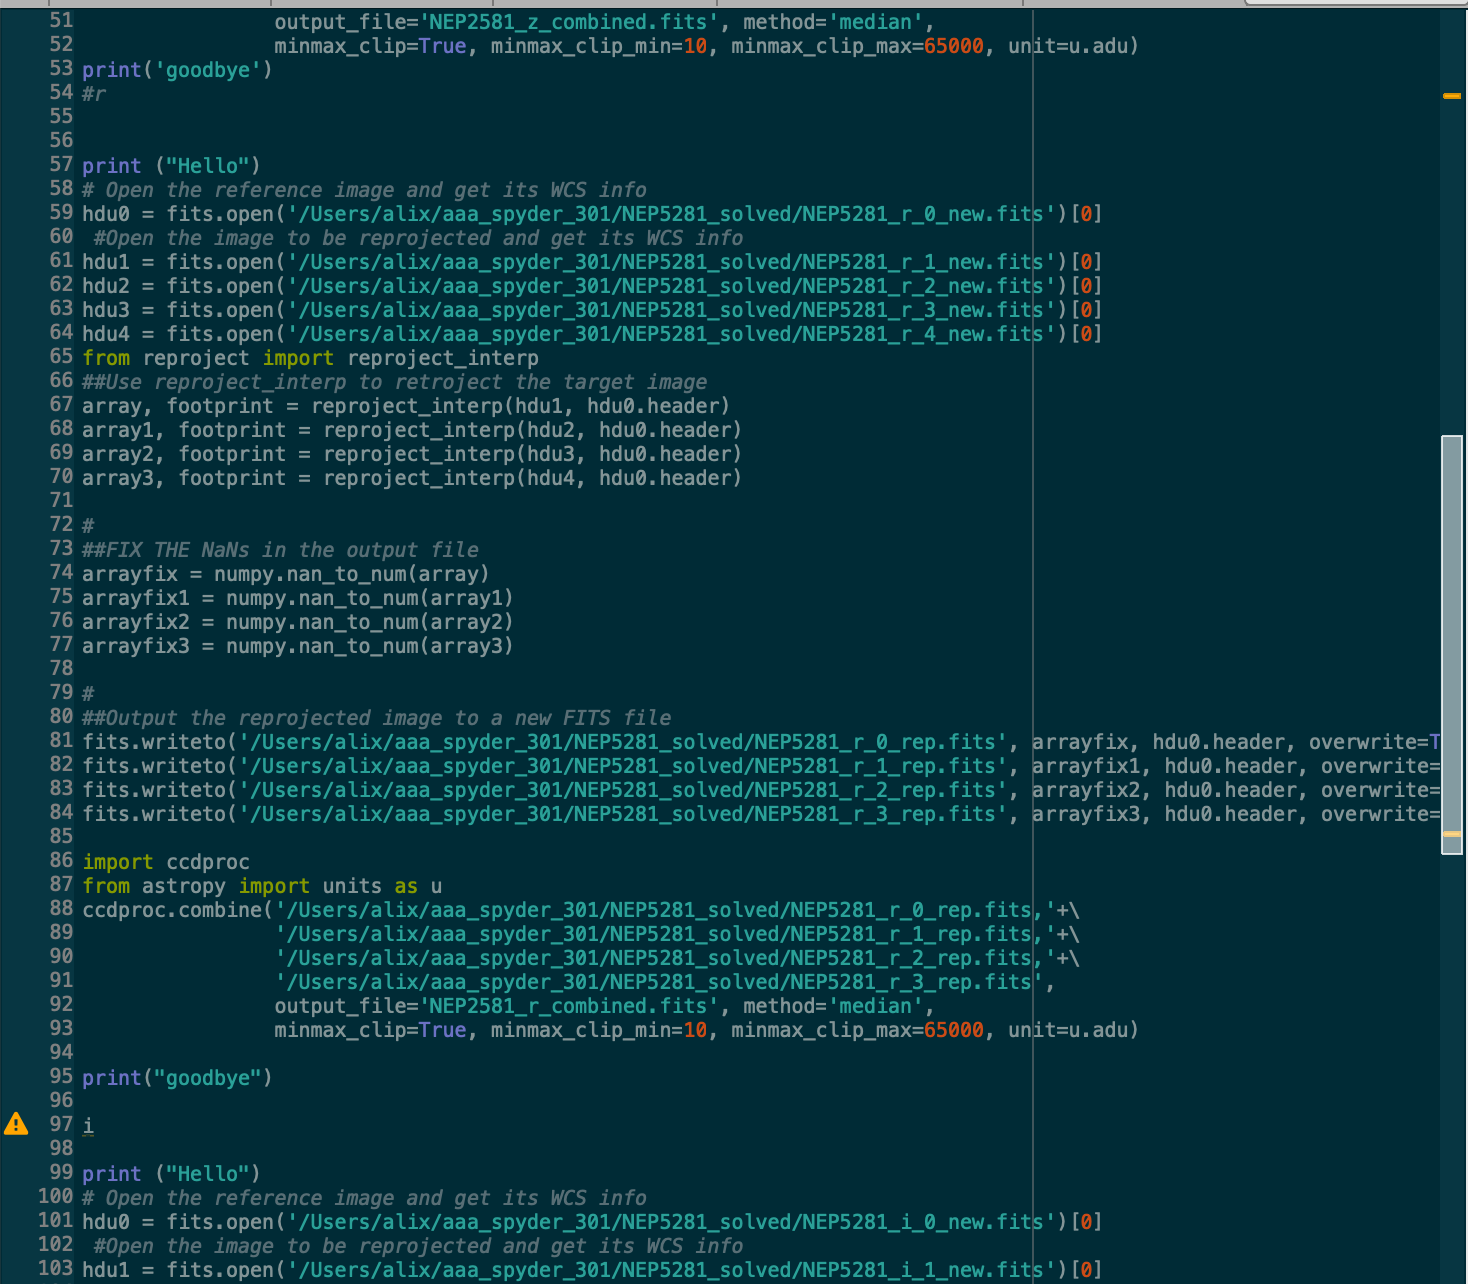 51 output_file='NEP2581_z_combined.fits', method='median',
52 minmax_clip=True, minmax_clip_min=10, minmax_clip_max=65000, unit=u.adu)
53 print('goodbye')
54 #r
55
56
57 print ("Hello")
58 # Open the reference image and get its WCS info
59 hdu0 = fits.open('/Users/alix/aaa_spyder_301/NEP5281_solved/NEP5281_r_0_new.fits')[0]
60 #Open the image to be reprojected and get its WCS info
61 hdu1 = fits.open('/Users/alix/aaa_spyder_301/NEP5281_solved/NEP5281_r_1_new.fits')[0]
62 hdu2 = fits.open('/Users/alix/aaa_spyder_301/NEP5281_solved/NEP5281_r_2_new.fits')[0]
63 hdu3 = fits.open('/Users/alix/aaa_spyder_301/NEP5281_solved/NEP5281_r_3_new.fits')[0]
64 hdu4 = fits.open('/Users/alix/aaa_spyder_301/NEP5281_solved/NEP5281_r_4_new.fits')[0]
65 from reproject import reproject_interp
66 ##Use reproject_interp to retroject the target image
67 array, footprint = reproject_interp(hdu1, hdu0.header)
68 array1, footprint = reproject_interp(hdu2, hdu0.header)
69 array2, footprint = reproject_interp(hdu3, hdu0.header)
70 array3, footprint = reproject_interp(hdu4, hdu0.header)
71
72 #
73 ##FIX THE NaNs in the output file
74 arrayfix = numpy.nan_to_num(array)
75 arrayfix1 = numpy.nan_to_num(array1)
76 arrayfix2 = numpy.nan_to_num(array2)
77 arrayfix3 = numpy.nan_to_num(array3)
78
79 #
80 ##Output the reprojected image to a new FITS file
81 fits.writeto('/Users/alix/aaa_spyder_301/NEP5281_solved/NEP5281_r_0_rep.fits', arrayfix, hdu0.header, overwrite=T
82 fits.writeto('/Users/alix/aaa_spyder_301/NEP5281_solved/NEP5281_r_1_rep.fits', arrayfix1, hdu0.header, overwrite=
83 fits.writeto('/Users/alix/aaa_spyder_301/NEP5281_solved/NEP5281_r_2_rep.fits', arrayfix2, hdu0.header, overwrite=
84 fits.writeto('/Users/alix/aaa_spyder_301/NEP5281_solved/NEP5281_r_3_rep.fits', arrayfix3, hdu0.header, overwrite=
85
86 import ccdproc
87 from astropy import units as u
88 ccdproc.combine('/Users/alix/aaa_spyder_301/NEP5281_solved/NEP5281_r_0_rep.fits,'+\
89 '/Users/alix/aaa_spyder_301/NEP5281_solved/NEP5281_r_1_rep.fits,'+\
90 '/Users/alix/aaa_spyder_301/NEP5281_solved/NEP5281_r_2_rep.fits,'+\
91 '/Users/alix/aaa_spyder_301/NEP5281_solved/NEP5281_r_3_rep.fits',
92 output_file='NEP2581_r_combined.fits', method='median',
93 minmax_clip=True, minmax_clip_min=10, minmax_clip_max=65000, unit=u.adu)
94
95 print("goodbye")
96
97 i
98
99 print ("Hello")
100 # Open the reference image and get its WCS info
101 hdu0 = fits.open('/Users/alix/aaa_spyder_301/NEP5281_solved/NEP5281_i_0_new.fits')[0]
102 #Open the image to be reprojected and get its WCS info
103 hdu1 = fits.open('/Users/alix/aaa_spyder_301/NEP5281_solved/NEP5281_i_1_new.fits')[0]